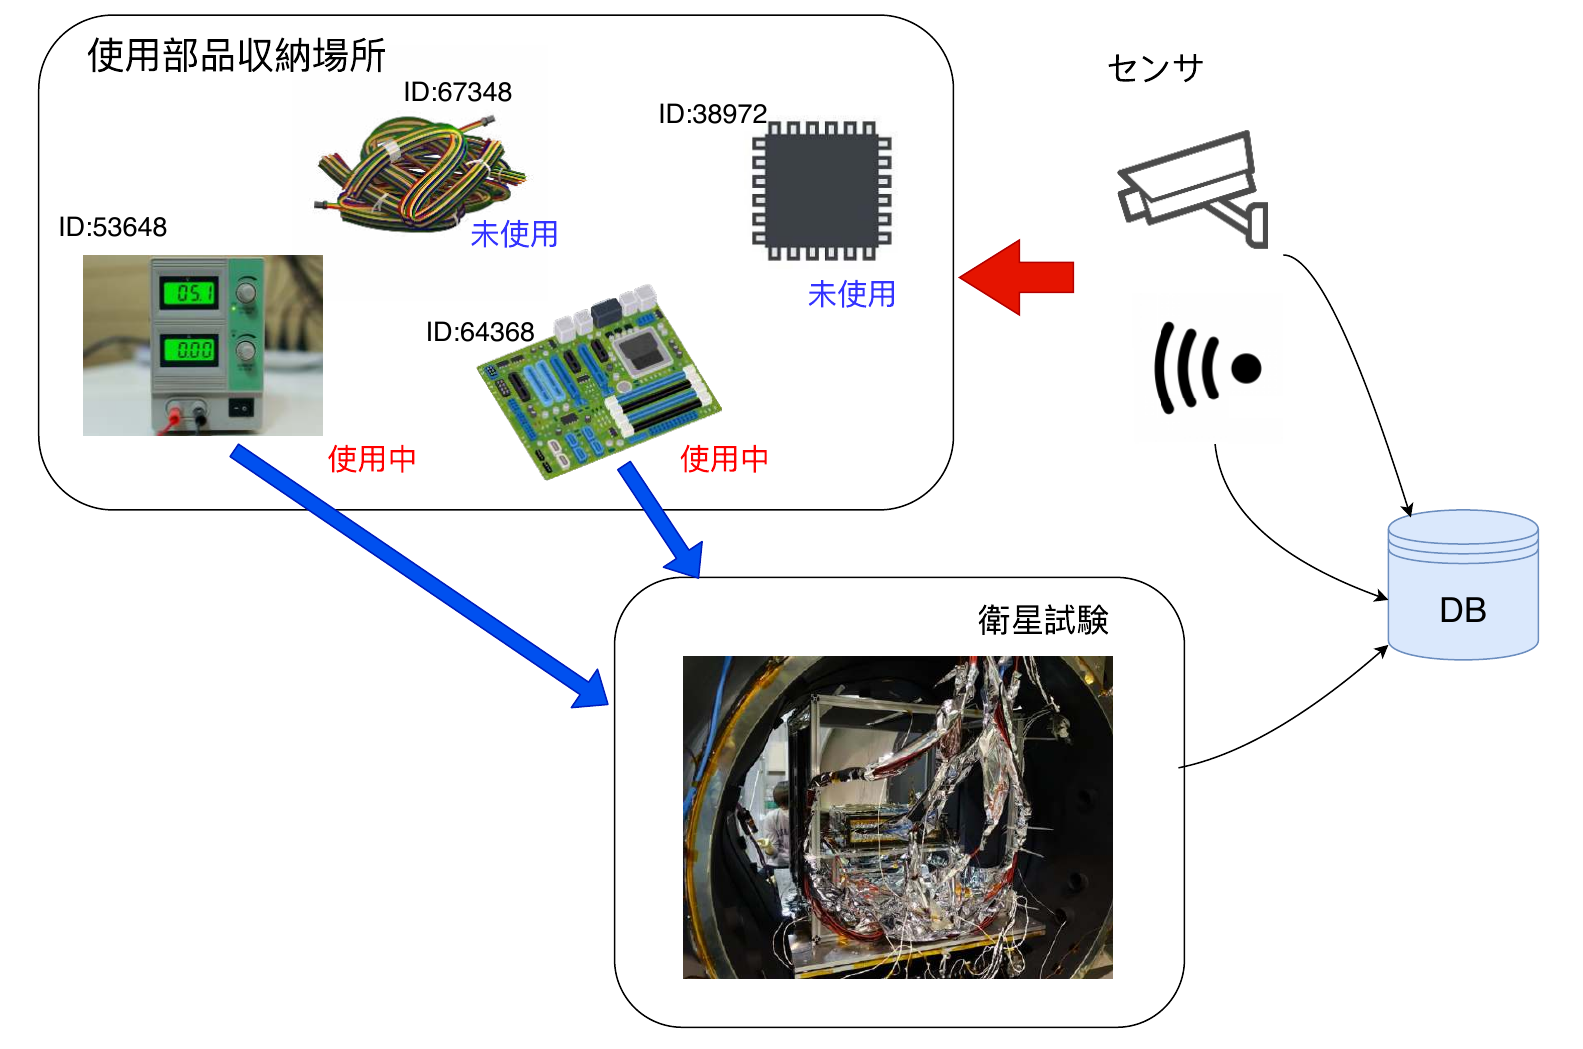 使用部品収納場所
ID:67348
ID:38972
センサ
ID:53648
未使用
05.1
0.00
未使用
ID:64368
使用中
使用中
衛星試験
DB